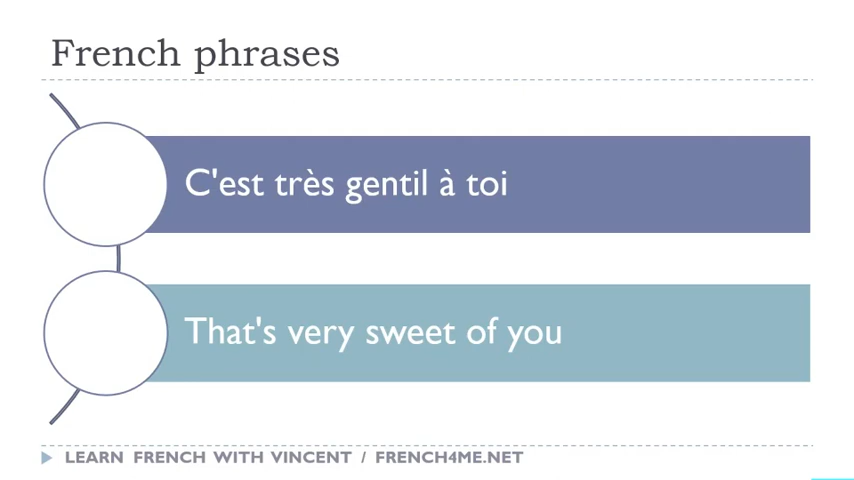 French phrases
C'est très gentil à toi
That's very sweet of you
LEARN FRENCH WITH VINCENT / FRENCH4ME.NET